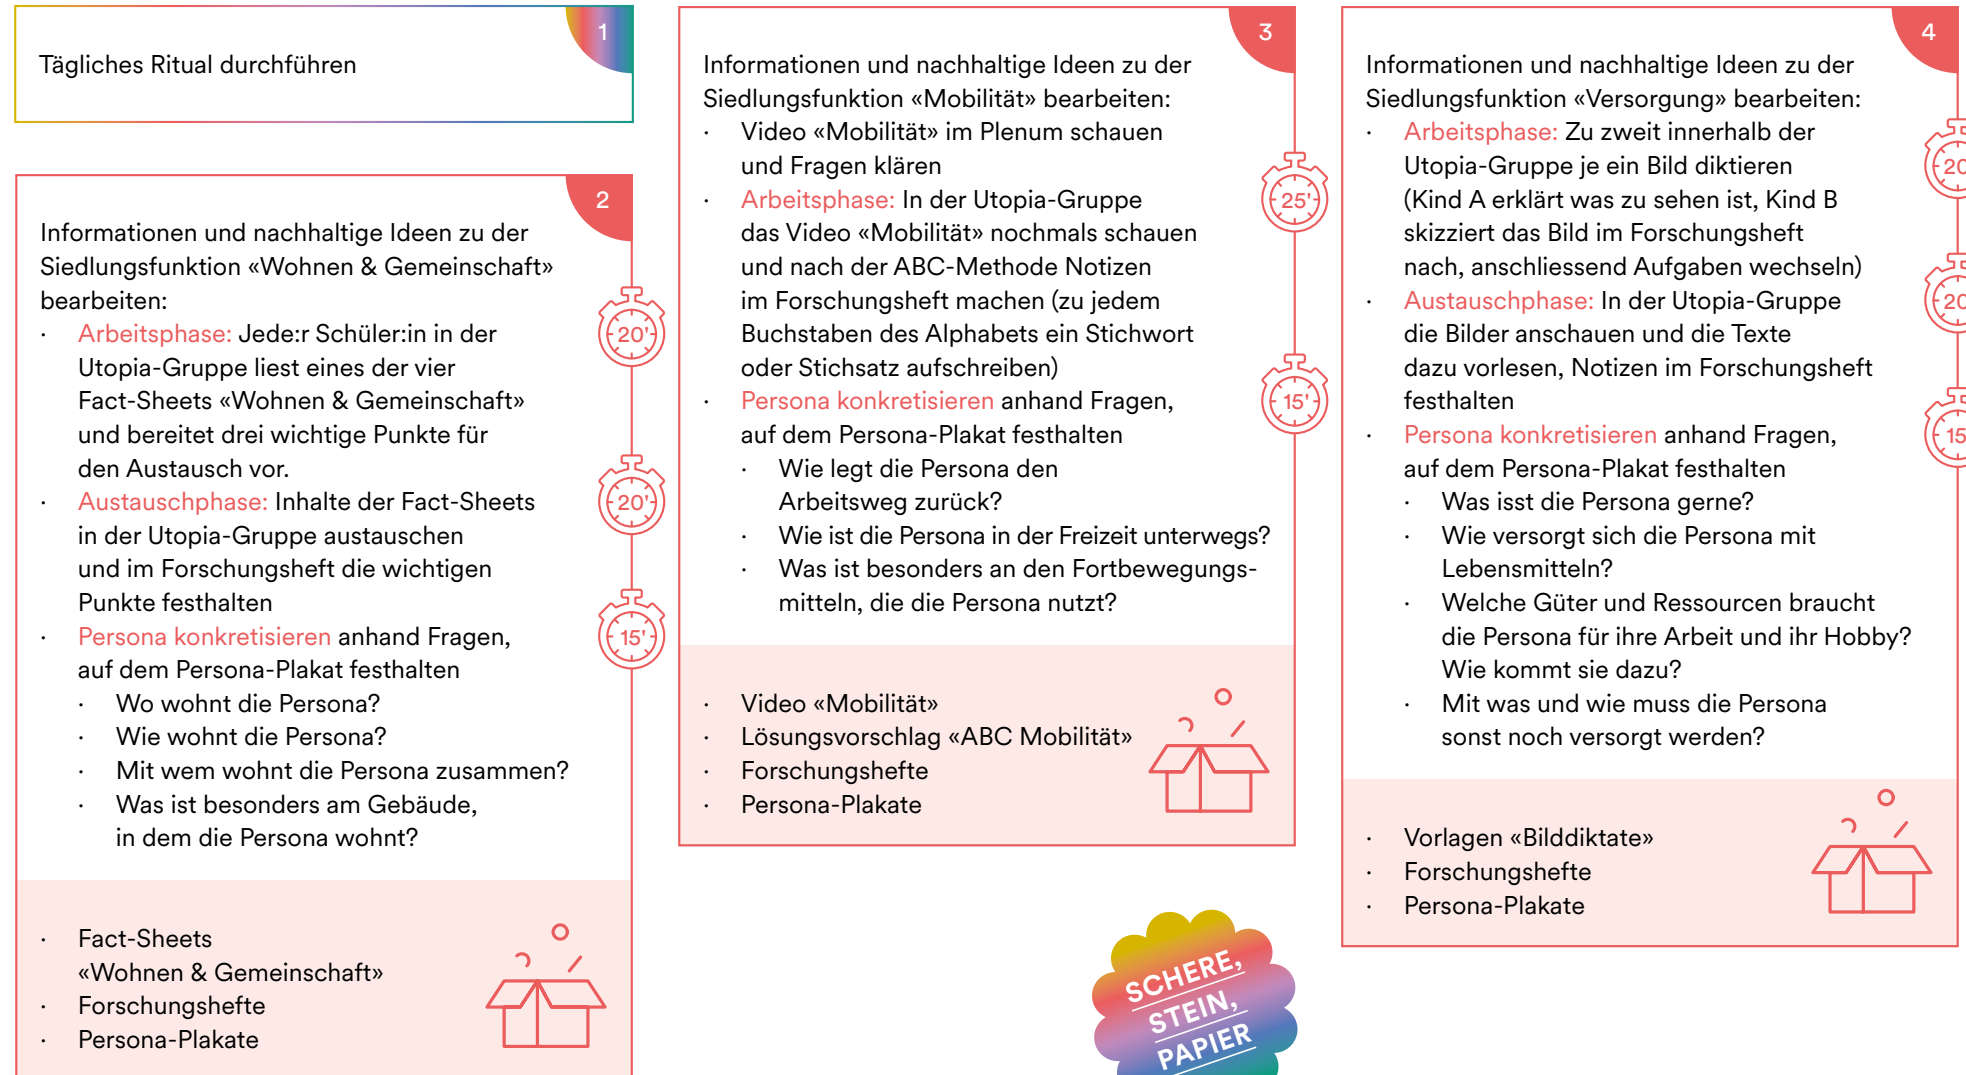 1
Tägliches Ritual durchführen
2
Informationen und nachhaltige Ideen zu der
Siedlungsfunktion «Wohnen & Gemeinschaft»
bearbeiten:
· Arbeitsphase: Jede:r Schüler:in in der
Utopia-Gruppe liest eines der vier
Fact-Sheets «Wohnen & Gemeinschaft»
und bereitet drei wichtige Punkte für
den Austausch vor.
20'
· Austauschphase: Inhalte der Fact-Sheets
in der Utopia-Gruppe austauschen
und im Forschungsheft die wichtigen
Punkte festhalten
20'
· Persona konkretisieren anhand Fragen,
auf dem Persona-Plakat festhalten
15'
· Wo wohnt die Persona?
· Wie wohnt die Persona?
· Mit wem wohnt die Persona zusammen?
· Was ist besonders am Gebäude,
in dem die Persona wohnt?
· Fact-Sheets
«Wohnen & Gemeinschaft»
· Forschungshefte
· Persona-Plakate
3
Informationen und nachhaltige Ideen zu der
Siedlungsfunktion «Mobilität» bearbeiten:
· Video «Mobilität» im Plenum schauen
und Fragen klären
· Arbeitsphase: In der Utopia-Gruppe
das Video «Mobilität» nochmals schauen
und nach der ABC-Methode Notizen
im Forschungsheft machen (zu jedem
Buchstaben des Alphabets ein Stichwort
oder Stichsatz aufschreiben)
25'
· Persona konkretisieren anhand Fragen,
auf dem Persona-Plakat festhalten
15'
· Wie legt die Persona den
Arbeitsweg zurück?
· Wie ist die Persona in der Freizeit unterwegs?
· Was ist besonders an den Fortbewegungs-
mitteln, die die Persona nutzt?
· Video «Mobilität»
· Lösungsvorschlag «ABC Mobilität»
· Forschungshefte
· Persona-Plakate
SCHERE,
STEIN,
PAPIER
4
Informationen und nachhaltige Ideen zu der
Siedlungsfunktion «Versorgung» bearbeiten:
· Arbeitsphase: Zu zweit innerhalb der
Utopia-Gruppe je ein Bild diktieren
(Kind A erklärt was zu sehen ist, Kind B
skizziert das Bild im Forschungsheft
nach, anschliessend Aufgaben wechseln)
20
· Austauschphase: In der Utopia-Gruppe
die Bilder anschauen und die Texte
dazu vorlesen, Notizen im Forschungsheft
festhalten
20
· Persona konkretisieren anhand Fragen,
auf dem Persona-Plakat festhalten
15
· Was isst die Persona gerne?
· Wie versorgt sich die Persona mit
Lebensmitteln?
· Welche Güter und Ressourcen braucht
die Persona für ihre Arbeit und ihr Hobby?
Wie kommt sie dazu?
· Mit was und wie muss die Persona
sonst noch versorgt werden?
· Vorlagen «Bilddiktate»
· Forschungshefte
· Persona-Plakate